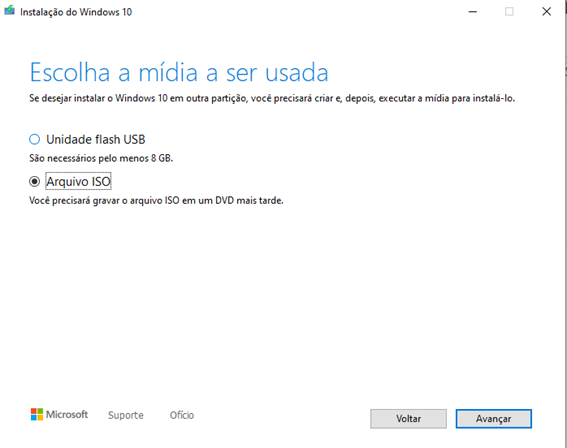 Instalação do Windows 10
Escolha a mídia a ser usada
Se desejar instalar o Windows 10 em outra partição, você precisará criar e, depois, executar a mídia para instalá-lo.
Unidade flash USB
São necessários pelo menos 8 GB.
Arquivo ISO
Você precisará gravar o arquivo ISO em um DVD mais tarde.
Microsoft Suporte Ofício Voltar Avançar